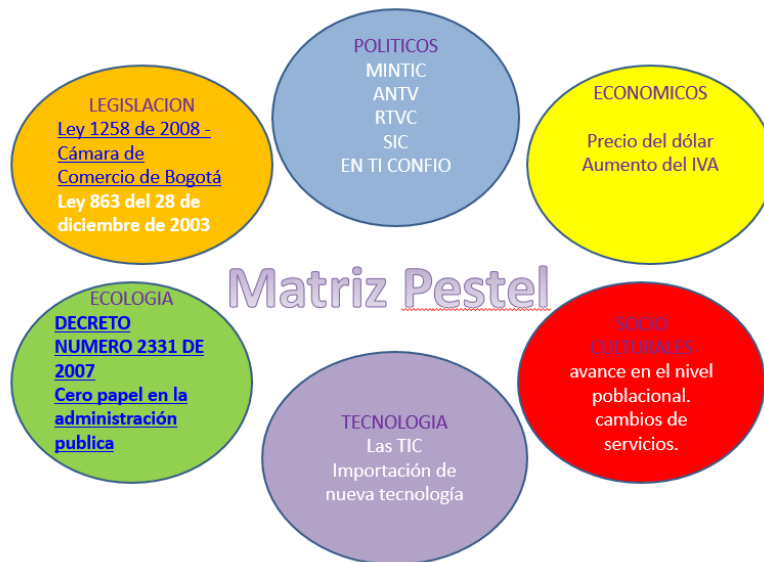 POLITICOS
MINTIC
ANTV
RTVC
SIC
EN TI CONFIO
LEGISLACION
Ley 1258 de 2008 -
Cámara de
Comercio de Bogotá
Ley 863 del 28 de
diciembre de 2003
ECONOMICOS
Precio del dólar
Aumento del IVA
Matriz Pestel
ECOLOGIA
DECRETO
NUMERO 2331 DE
2007
Cero papel en la
administración
publica
SOCIO
CULTURALES
avance en el nivel
poblacional.
cambios de
servicios.
TECNOLOGIA
Las TIC
Importación de
nueva tecnología